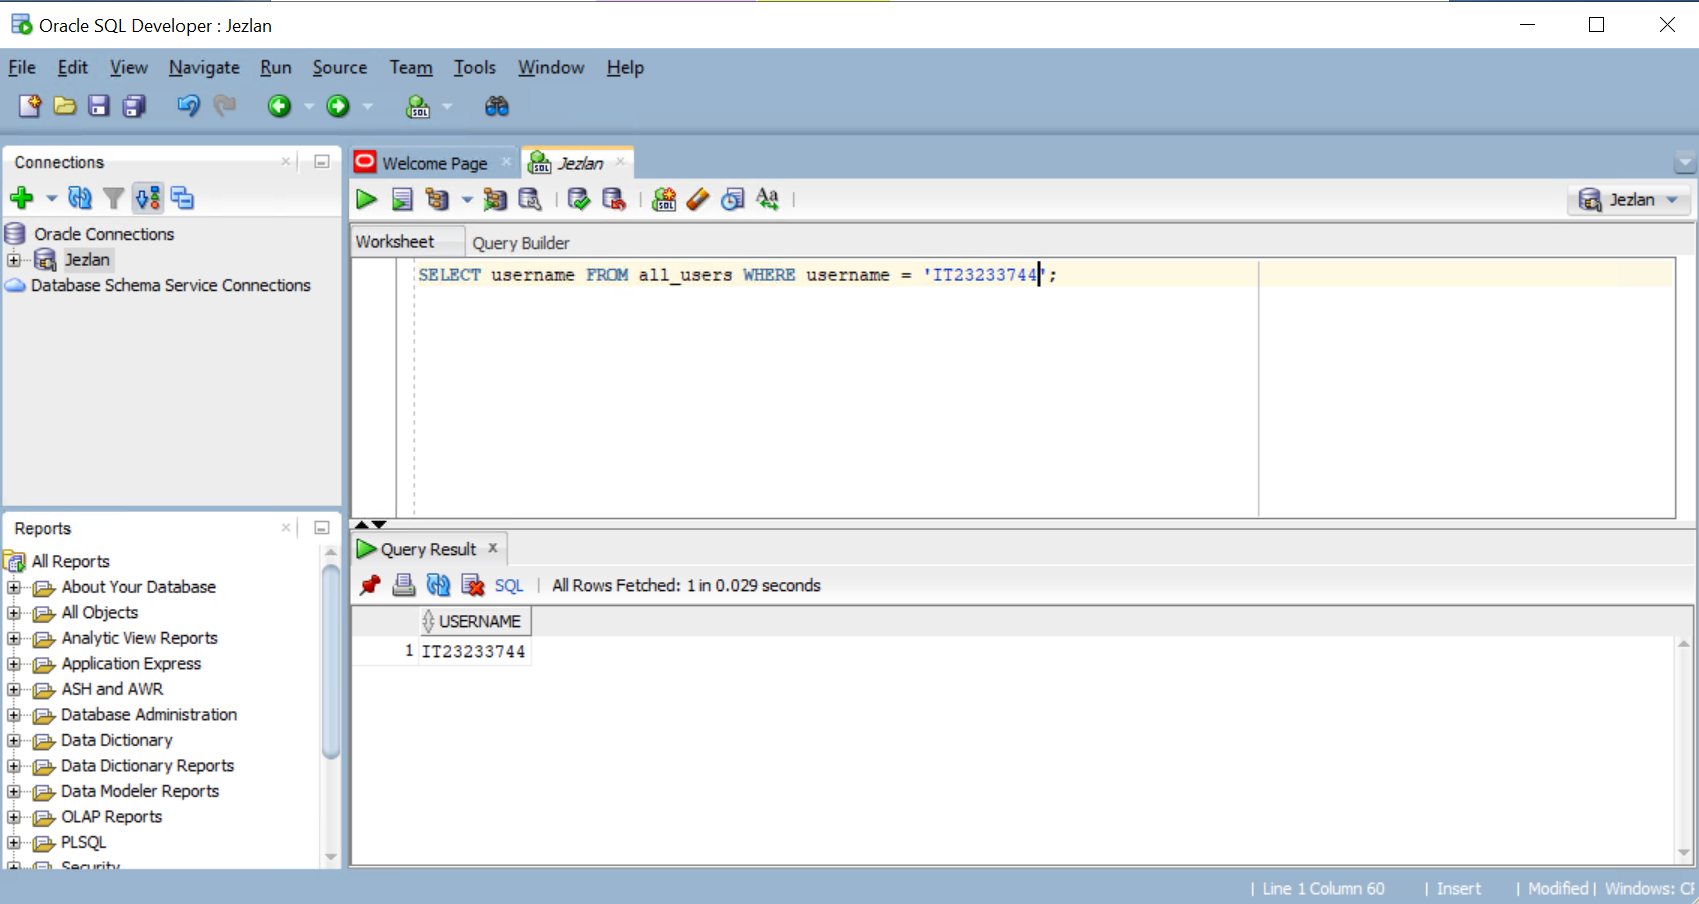 Oracle SQL Developer : Jezlan
File Edit View Navigate Run Source Team Tools Window Help
SQL
Connections
Oracle Connections
Jezlan
Database Schema Service Connections
Reports
All Reports
About Your Database
All Objects
Analytic View Reports
Application Express
ASH and AWR
Database Administration
Data Dictionary
Data Dictionary Reports
Data Modeler Reports
OLAP Reports
PLSQL
Security
Welcome Page
SQL Jezlan
SQL
Aa
Jezlan
Worksheet Query Builder
SELECT username FROM all_users WHERE username = 'IT23233744';
Query Result
SQL | All Rows Fetched: 1 in 0.029 seconds
USERNAME
1 IT23233744
| Line 1 Column 60 | Insert | Modified | Windows: CF